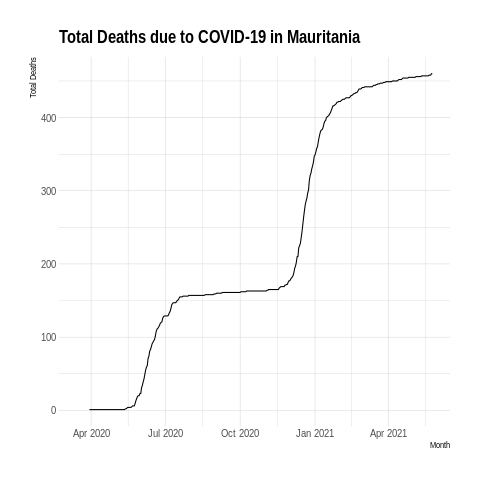 Total Deaths due to COVID-19 in Mauritania
Total Deaths
400
300
200
100
0
Apr 2020 Jul 2020 Oct 2020 Jan 2021 Apr 2021
Month